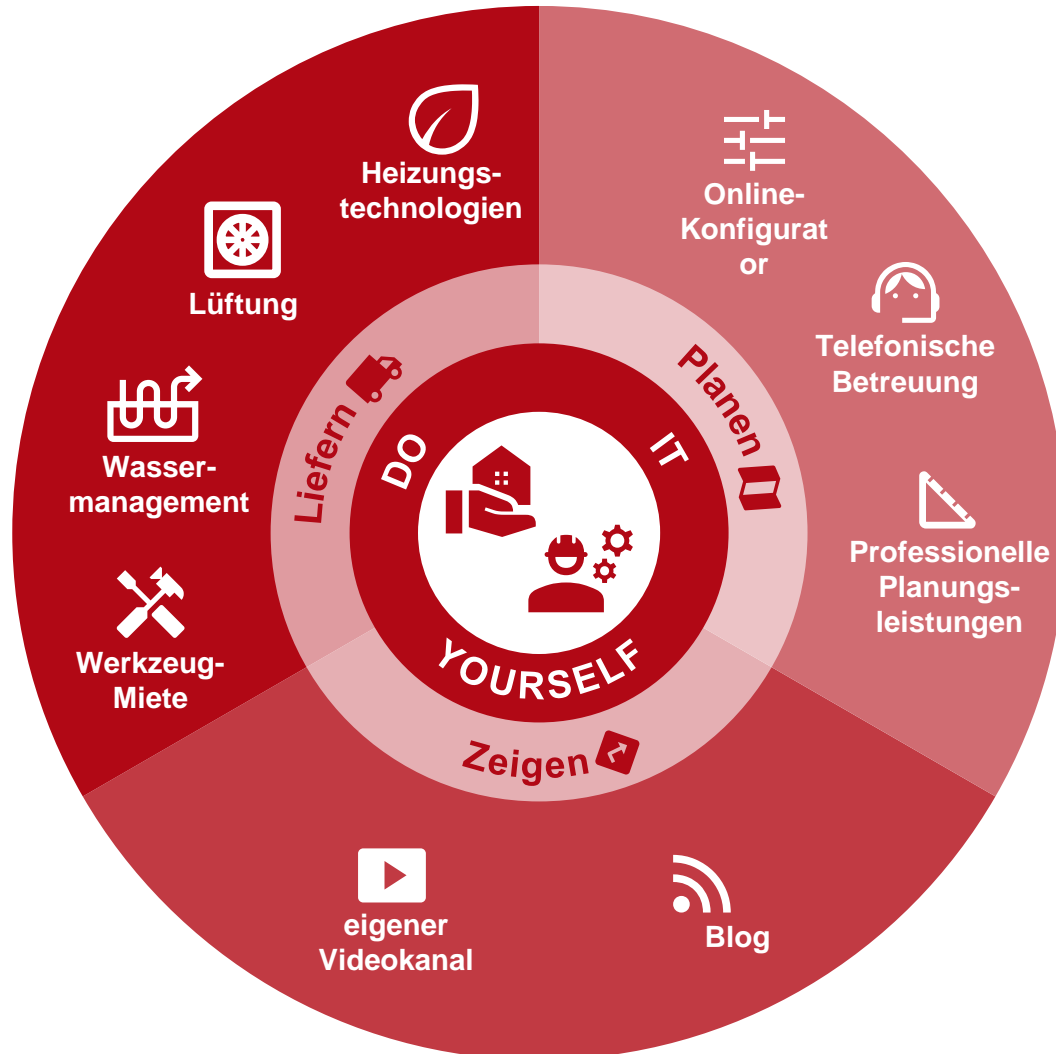 Heizungs-
technologien
Lüftung
Wasser-
management
Werkzeug-
Miete
Online-
Konfigurat
or
Telefonische
Betreuung
Professionelle
Planungs-
leistungen
eigener
Videokanal
Blog
Liefern
Planen
Zeigen
DO
IT
YOURSELF